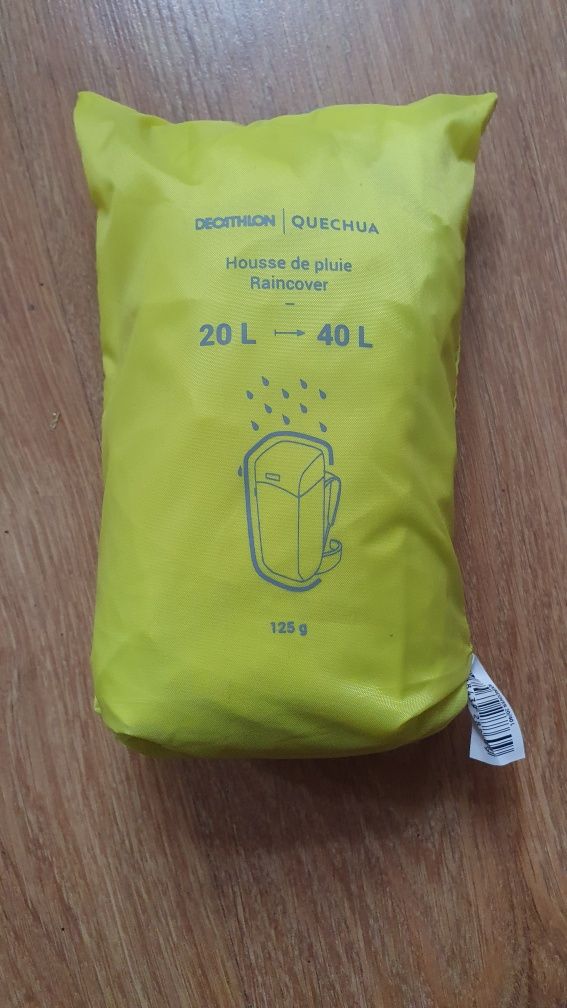 DECATHLON | QUECHUA
Housse de pluie
Raincover
–
20 L → 40 L
125 g